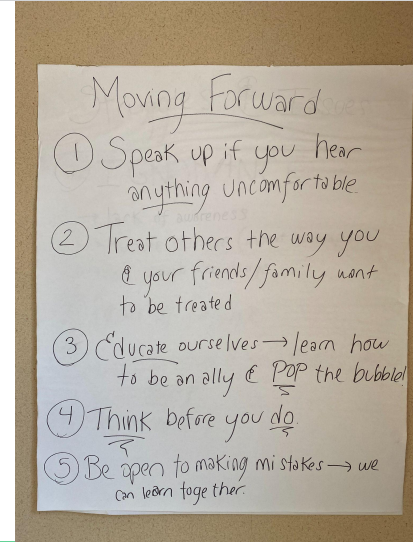 Moving Forward
① Speak up if you hear
anything uncomfortable
② Treat others the way you
& your friends/family want
to be treated
③ Educate ourselves → learn how
to be an ally & POP the bubble!
④ Think before you do.
⑤ Be open to making mistakes → we
can learn together.